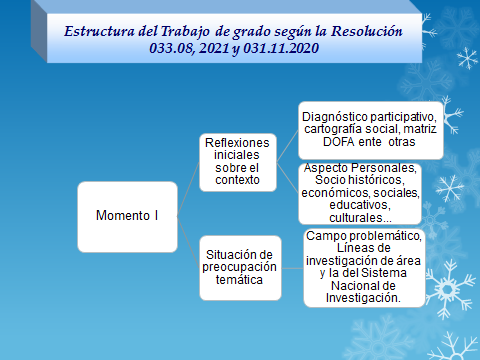 Estructura del Trabajo de grado según la Resolución
033.08, 2021 y 031.11.2020
Momento I
Reflexiones
iniciales
sobre el
contexto
Diagnóstico participativo,
cartografía social, matriz
DOFA ente otras
Aspecto Personales,
Socio históricos,
económicos, sociales,
educativos,
culturales...
Situación de
preocupación
temática
Campo problemático,
Líneas de
investigación de área
y la del Sistema
Nacional de
Investigación.